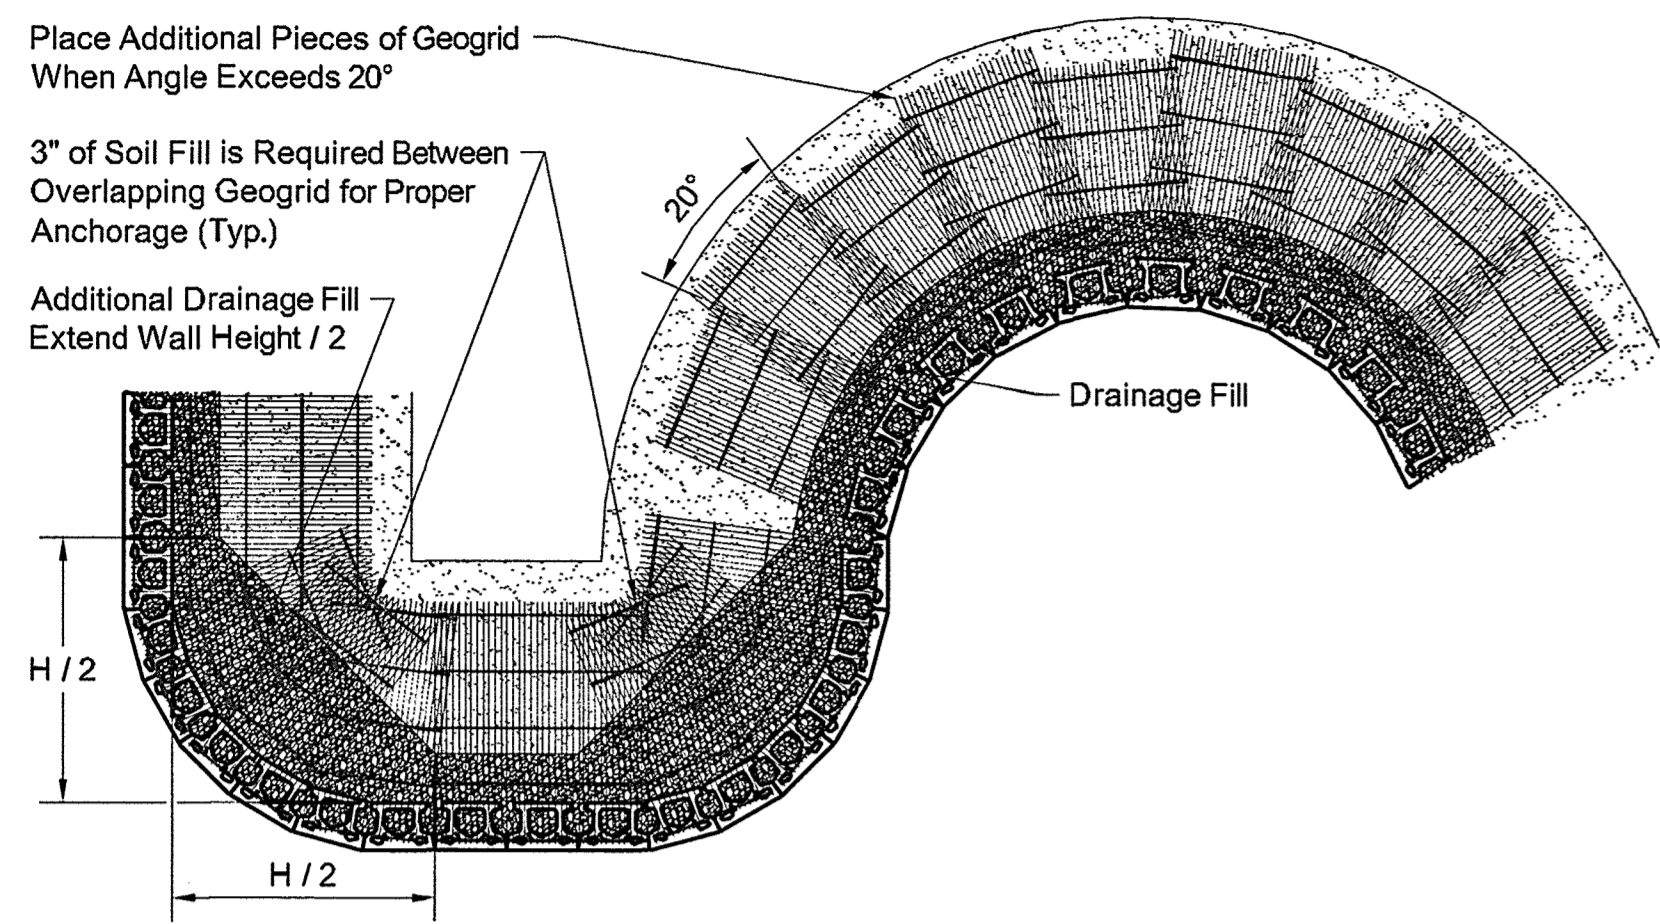 Place Additional Pieces of Geogrid
When Angle Exceeds 20°
3" of Soil Fill is Required Between
Overlapping Geogrid for Proper
Anchorage (Typ.)
Additional Drainage Fill
Extend Wall Height / 2
20°
Drainage Fill
H / 2
H / 2